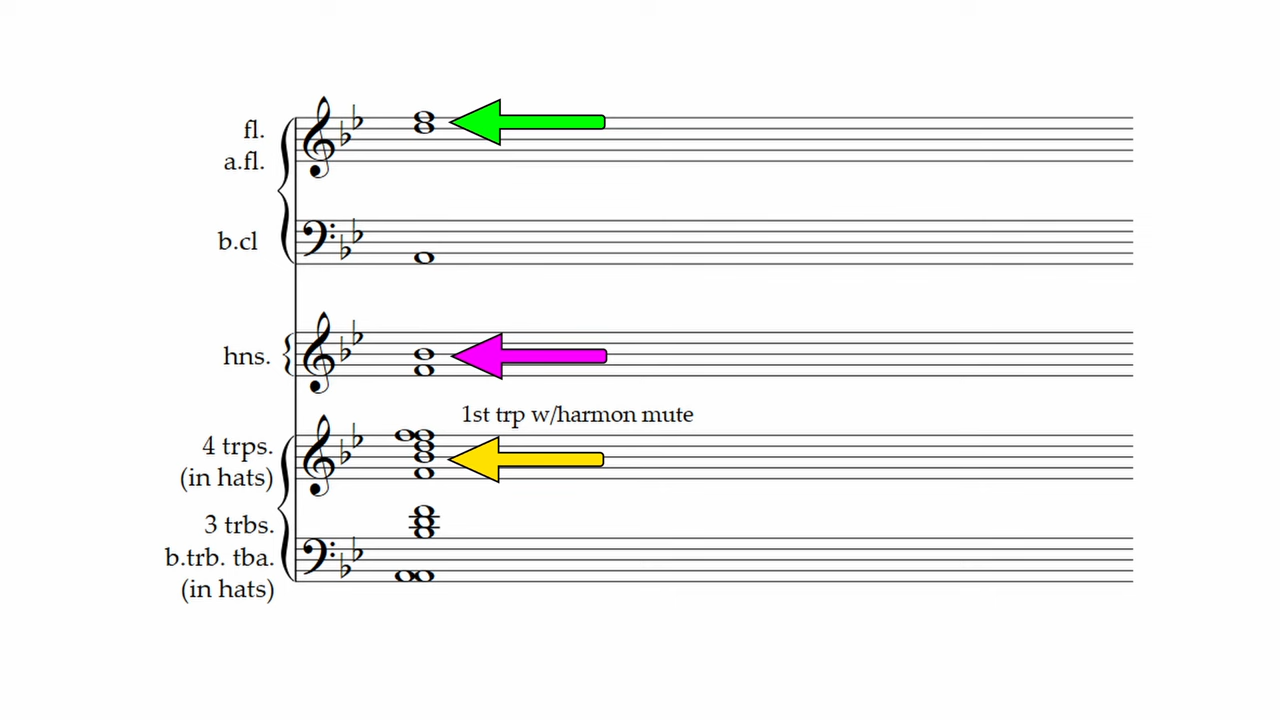 fl.
a.fl.
b.cl
hns.
1st trp w/harmon mute
4 trps.
(in hats)
3 trbs.
b.trb. tba.
(in hats)